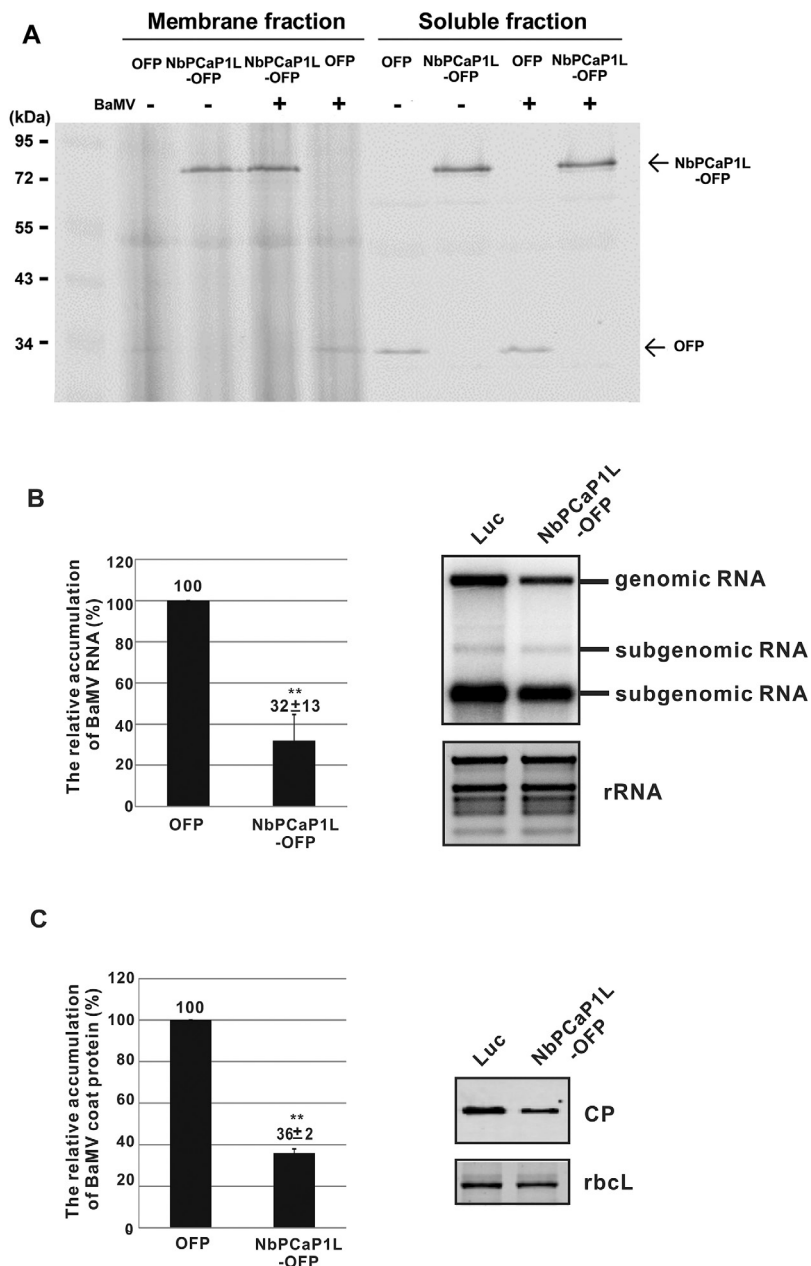 A
Membrane fraction
Soluble fraction
OFP NbPCaP1L NbPCaP1L OFP
-OFP -OFP
OFP NbPCaP1L OFP NbPCaP1L
-OFP -OFP
BaMV - - + + - - + +
(kDa)
95
72
55
43
34
NbPCaP1L
-OFP
OFP
B
The relative accumulation
of BaMV RNA (%)
120
100
80
60
40
20
0
100
**
32±13
OFP
NbPCaP1L
-OFP
Luc
NbPCaP1L
-OFP
genomic RNA
subgenomic RNA
subgenomic RNA
rRNA
C
The relative accumulation
of BaMV coat protein (%)
120
100
80
60
40
20
0
100
**
36±2
OFP
NbPCaP1L
-OFP
Luc
NbPCaP1L
-OFP
CP
rbcL